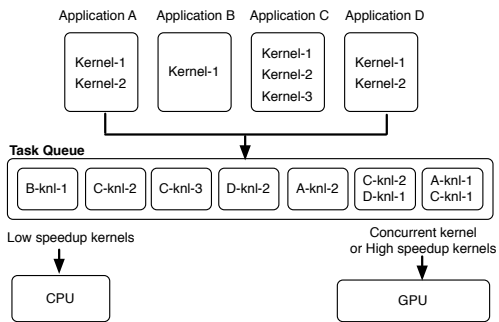 Application A
Application B
Application C
Application D
Kernel-1
Kernel-2
Kernel-1
Kernel-1
Kernel-2
Kernel-3
Kernel-1
Kernel-2
Task Queue
B-knl-1
C-knl-2
C-knl-3
D-knl-2
A-knl-2
C-knl-2
D-knl-1
A-knl-1
C-knl-1
Low speedup kernels
Concurrent kernel
or High speedup kernels
CPU
GPU